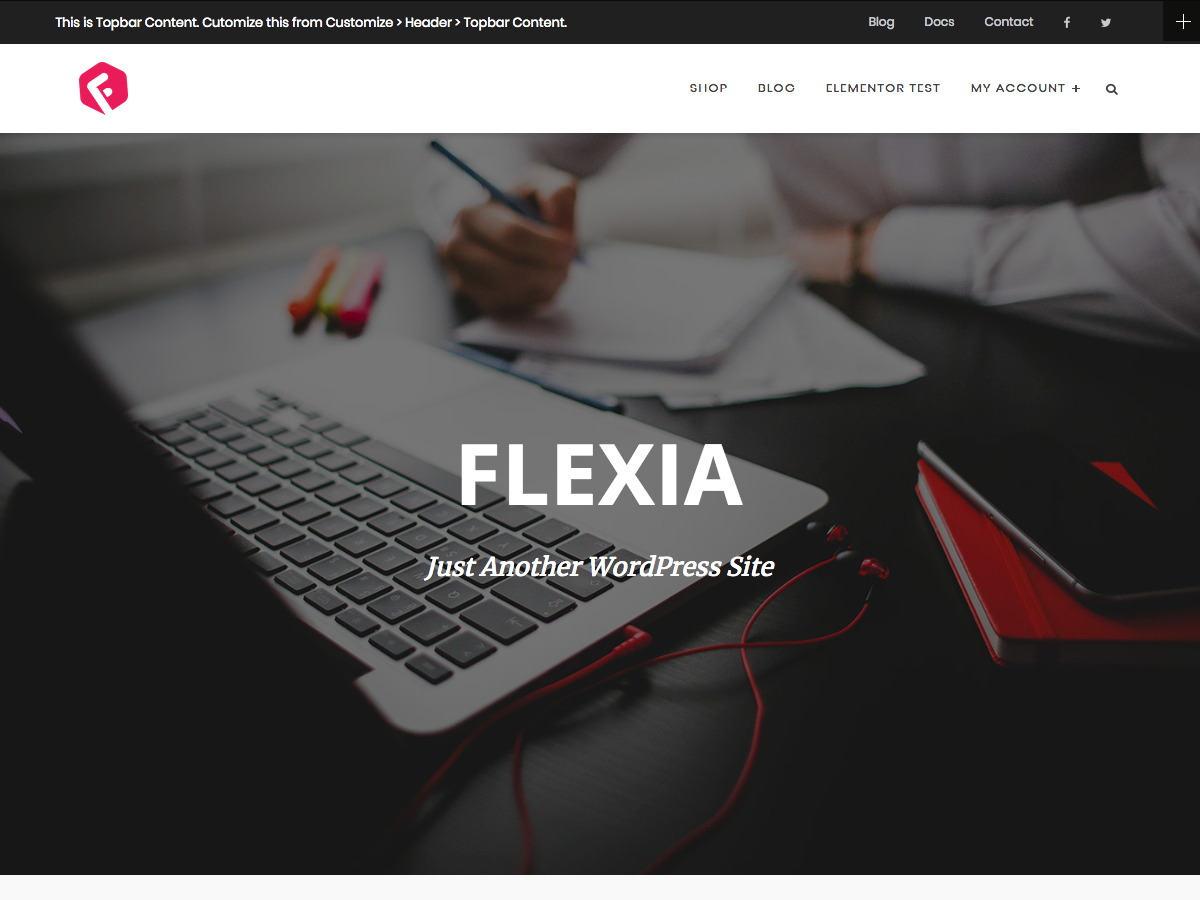 This is Topbar Content. Cutomize this from Customize > Header > Topbar Content.
Blog Docs Contact
SHOP BLOG ELEMENTOR TEST MY ACCOUNT +
FLEXIA
Just Another WordPress Site